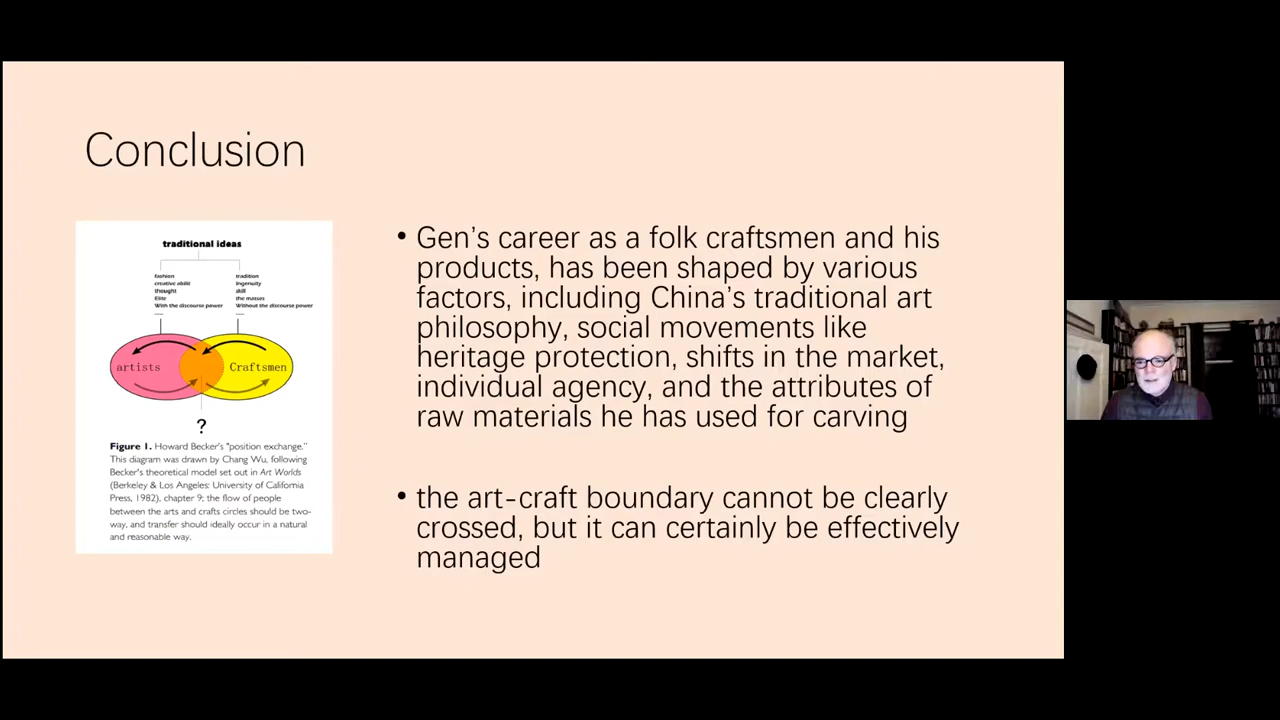 Conclusion
traditional ideas
fashion
creative abilit
thought
Elite
With the discourse power
tradition
ingenuity
skill
the masses
Without the discourse power
artists
Craftsmen
?
Figure 1. Howard Becker's "position exchange."
This diagram was drawn by Chang Wu, following
Becker's theoretical model set out in Art Worlds
(Berkeley & Los Angeles: University of California
Press, 1982), chapter 9; the flow of people
between the arts and crafts circles should be two-
way, and transfer should ideally occur in a natural
and reasonable way.
• Gen's career as a folk craftsmen and his
products, has been shaped by various
factors, including China's traditional art
philosophy, social movements like
heritage protection, shifts in the market,
individual agency, and the attributes of
raw materials he has used for carving
• the art-craft boundary cannot be clearly
crossed, but it can certainly be effectively
managed